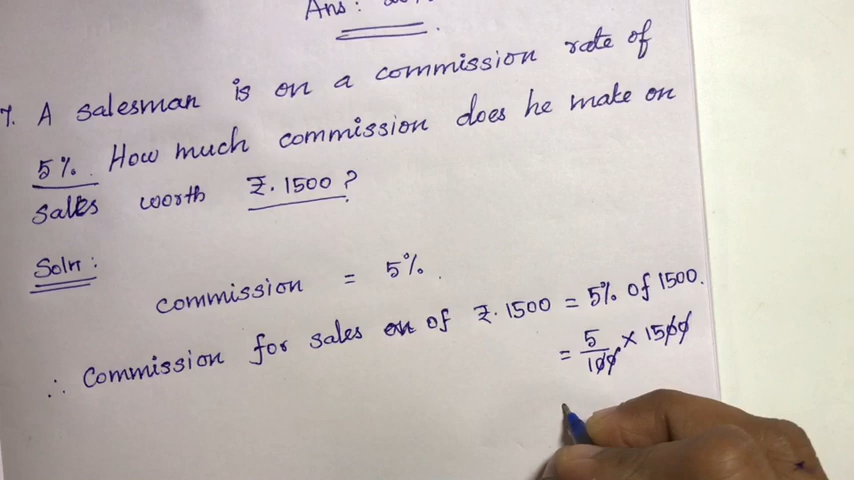 Ans:
7. A salesman is on a commission rate of
5%. How much commission does he make on
sales worth ₹.1500?
Soln:
commission = 5%.
∴ Commission for sales on of ₹.1500 = 5% of 1500.
= 5/100 × 1500